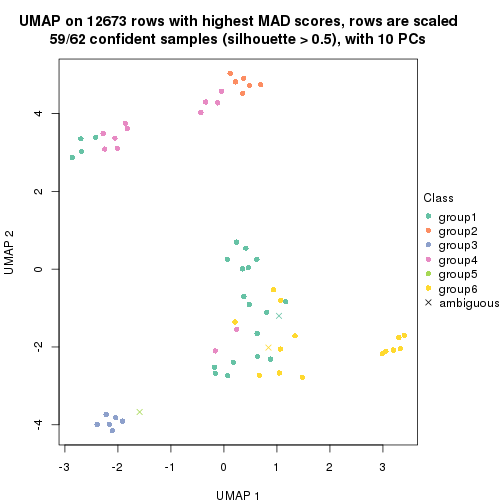 UMAP on 12673 rows with highest MAD scores, rows are scaled
59/62 confident samples (silhouette > 0.5), with 10 PCs
4
2
0
-2
-4
UMAP 2
-3
-2
-1
0
1
2
3
UMAP 1
Class
group1
group2
group3
group4
group5
group6
ambiguous